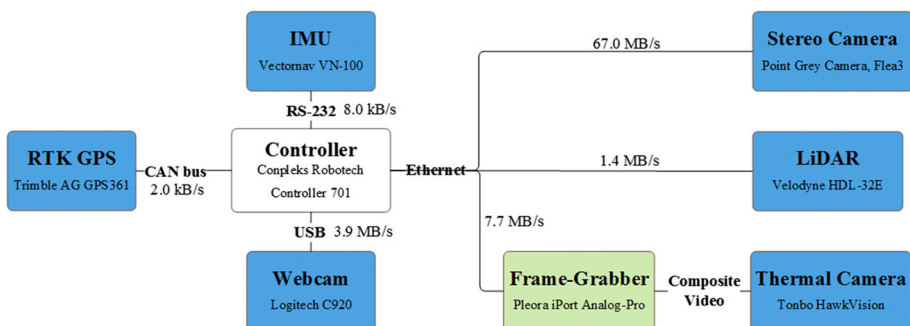 IMU
Vectornav VN-100
RS-232 8.0 kB/s
RTK GPS
Trimble AG GPS361
CAN bus
2.0 kB/s
Controller
Conpleks Robotech
Controller 701
Ethernet
USB 3.9 MB/s
Webcam
Logitech C920
67.0 MB/s
Stereo Camera
Point Grey Camera, Flea3
1.4 MB/s
LiDAR
Velodyne HDL-32E
7.7 MB/s
Frame-Grabber
Pleora iPort Analog-Pro
Composite
Video
Thermal Camera
Tonbo HawkVision